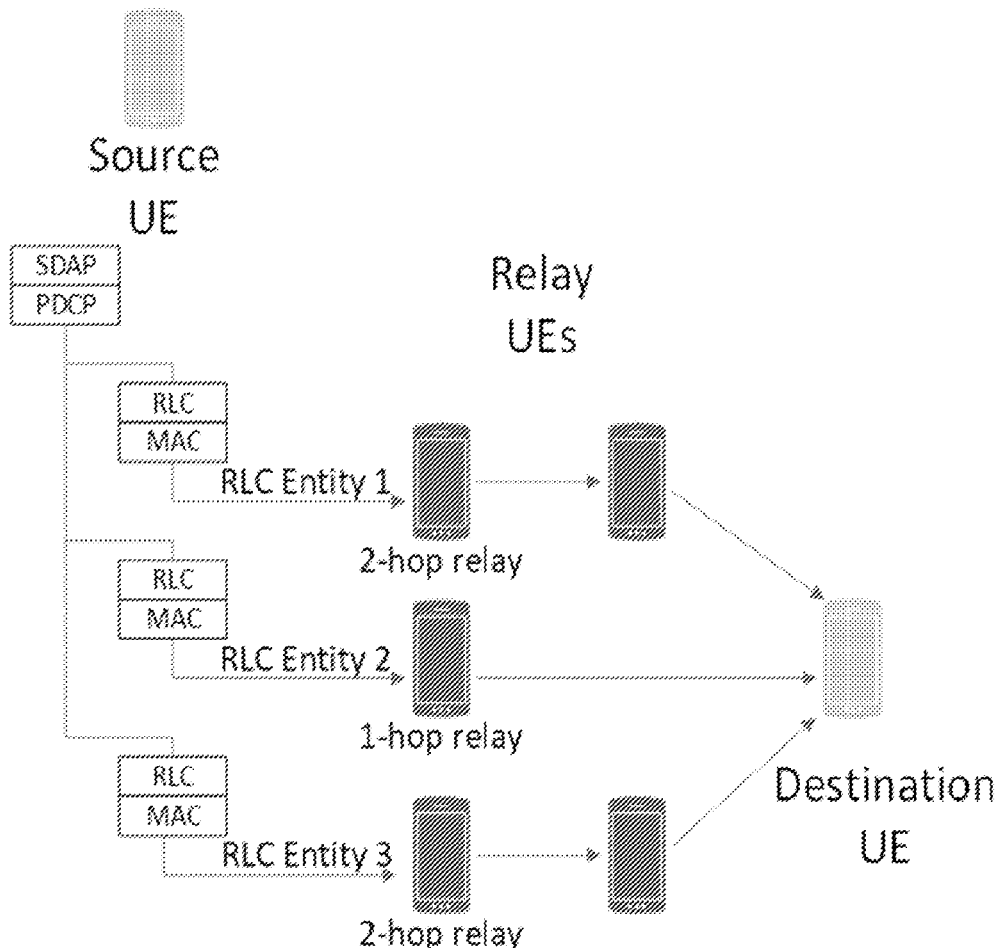 Source
UE
SDAP
PDCP
Relay
UEs
RLC
MAC
RLC Entity 1
2-hop relay
RLC
MAC
RLC Entity 2
1-hop relay
RLC
MAC
RLC Entity 3
2-hop relay
Destination
UE